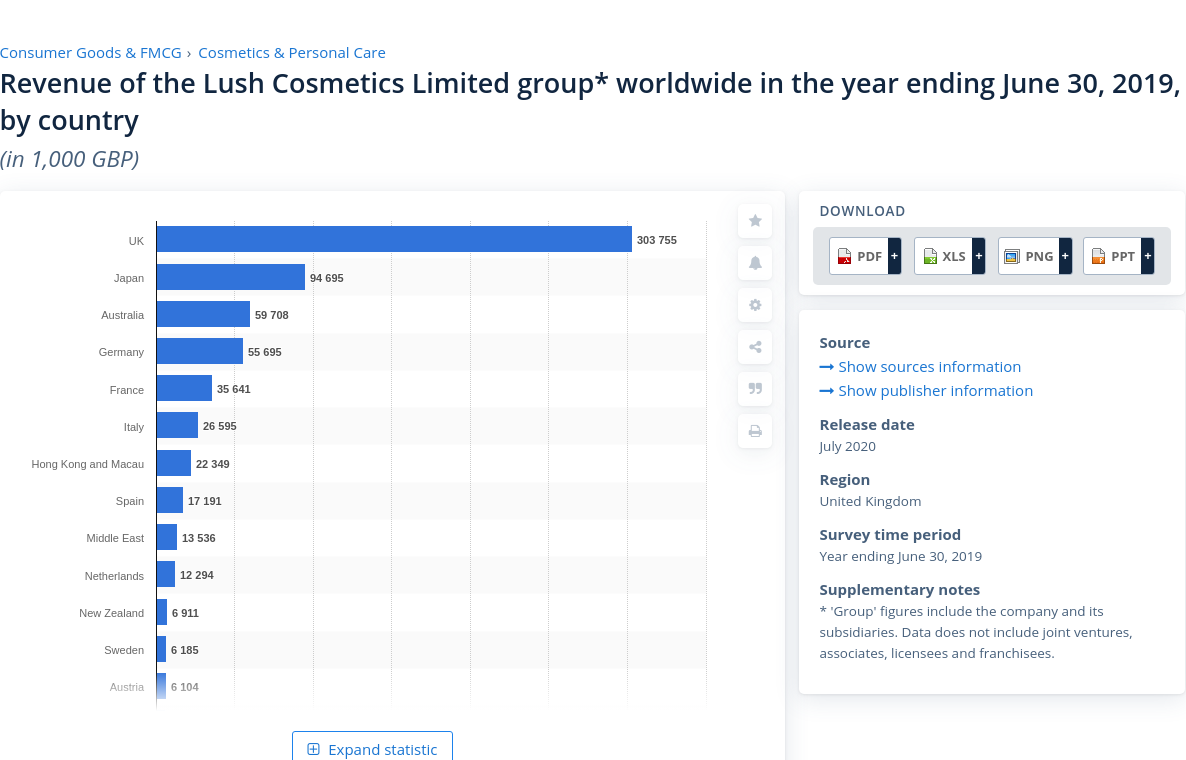 Consumer Goods & FMCG › Cosmetics & Personal Care
Revenue of the Lush Cosmetics Limited group* worldwide in the year ending June 30, 2019,
by country
(in 1,000 GBP)
UK 303 755
Japan 94 695
Australia 59 708
Germany 55 695
France 35 641
Italy 26 595
Hong Kong and Macau 22 349
Spain 17 191
Middle East 13 536
Netherlands 12 294
New Zealand 6 911
Sweden 6 185
Austria 6 104
Expand statistic
DOWNLOAD
PDF + XLS + PNG + PPT +
Source
Show sources information
Show publisher information
Release date
July 2020
Region
United Kingdom
Survey time period
Year ending June 30, 2019
Supplementary notes
* 'Group' figures include the company and its
subsidiaries. Data does not include joint ventures,
associates, licensees and franchisees.